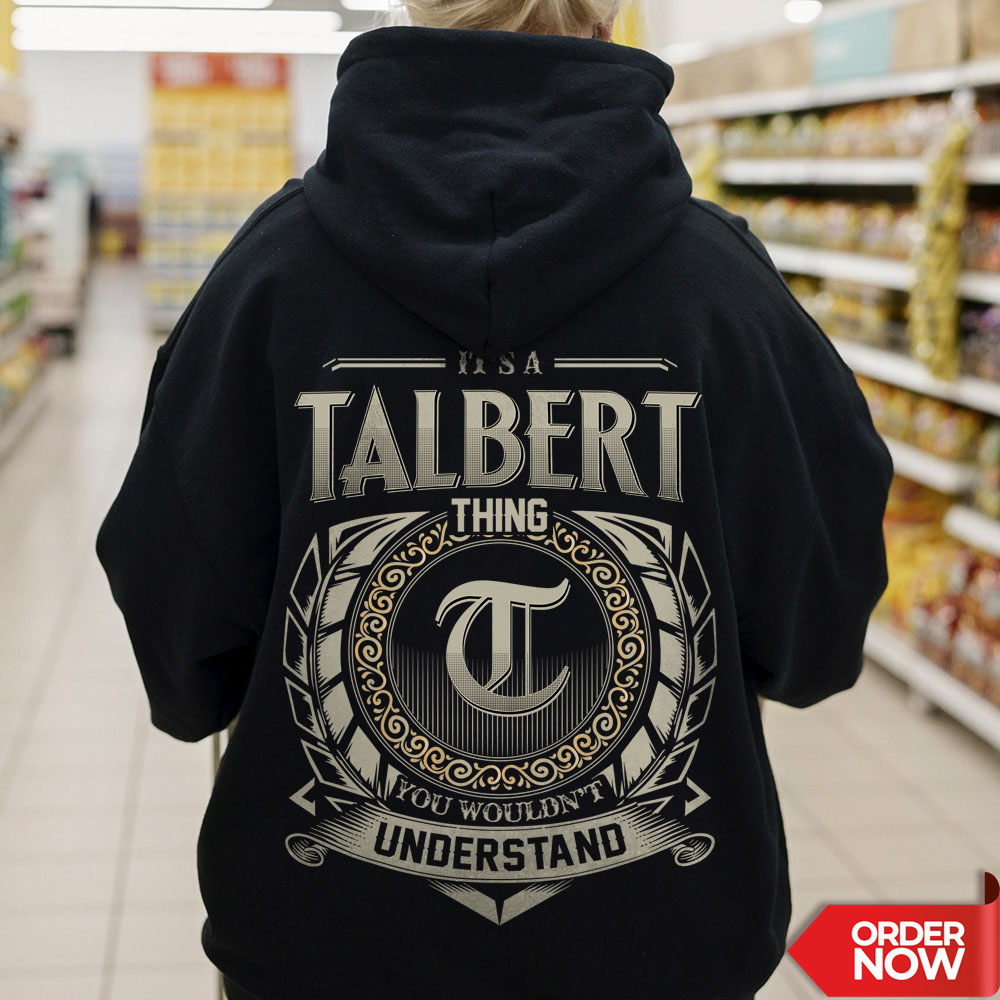 IT'S A
TALBERT
THING
T
YOU WOULDN'T
UNDERSTAND
ORDER
NOW